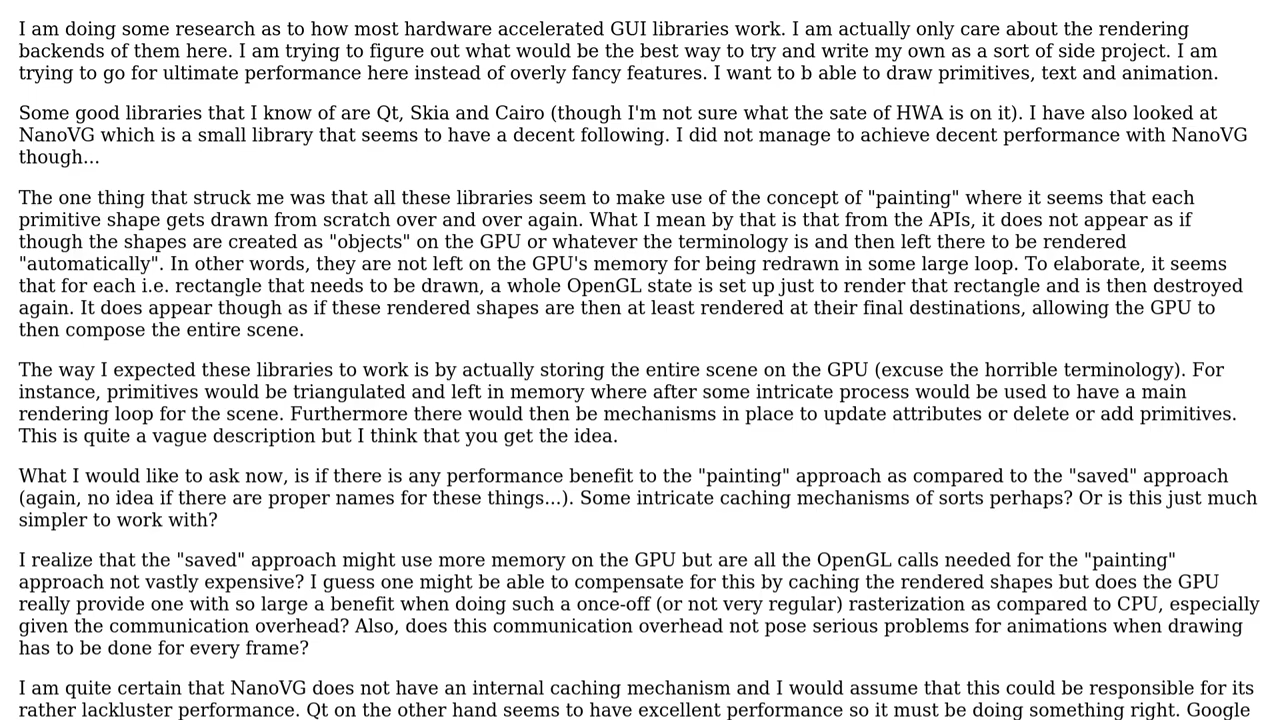 I am doing some research as to how most hardware accelerated GUI libraries work. I am actually only care about the rendering
backends of them here. I am trying to figure out what would be the best way to try and write my own as a sort of side project. I am
trying to go for ultimate performance here instead of overly fancy features. I want to b able to draw primitives, text and animation.
Some good libraries that I know of are Qt, Skia and Cairo (though I'm not sure what the sate of HWA is on it). I have also looked at
NanoVG which is a small library that seems to have a decent following. I did not manage to achieve decent performance with NanoVG
though...
The one thing that struck me was that all these libraries seem to make use of the concept of "painting" where it seems that each
primitive shape gets drawn from scratch over and over again. What I mean by that is that from the APIs, it does not appear as if
though the shapes are created as "objects" on the GPU or whatever the terminology is and then left there to be rendered
"automatically". In other words, they are not left on the GPU's memory for being redrawn in some large loop. To elaborate, it seems
that for each i.e. rectangle that needs to be drawn, a whole OpenGL state is set up just to render that rectangle and is then destroyed
again. It does appear though as if these rendered shapes are then at least rendered at their final destinations, allowing the GPU to
then compose the entire scene.
The way I expected these libraries to work is by actually storing the entire scene on the GPU (excuse the horrible terminology). For
instance, primitives would be triangulated and left in memory where after some intricate process would be used to have a main
rendering loop for the scene. Furthermore there would then be mechanisms in place to update attributes or delete or add primitives.
This is quite a vague description but I think that you get the idea.
What I would like to ask now, is if there is any performance benefit to the "painting" approach as compared to the "saved" approach
(again, no idea if there are proper names for these things...). Some intricate caching mechanisms of sorts perhaps? Or is this just much
simpler to work with?
I realize that the "saved" approach might use more memory on the GPU but are all the OpenGL calls needed for the "painting"
approach not vastly expensive? I guess one might be able to compensate for this by caching the rendered shapes but does the GPU
really provide one with so large a benefit when doing such a once-off (or not very regular) rasterization as compared to CPU, especially
given the communication overhead? Also, does this communication overhead not pose serious problems for animations when drawing
has to be done for every frame?
I am quite certain that NanoVG does not have an internal caching mechanism and I would assume that this could be responsible for its
rather lackluster performance. Qt on the other hand seems to have excellent performance so it must be doing something right. Google